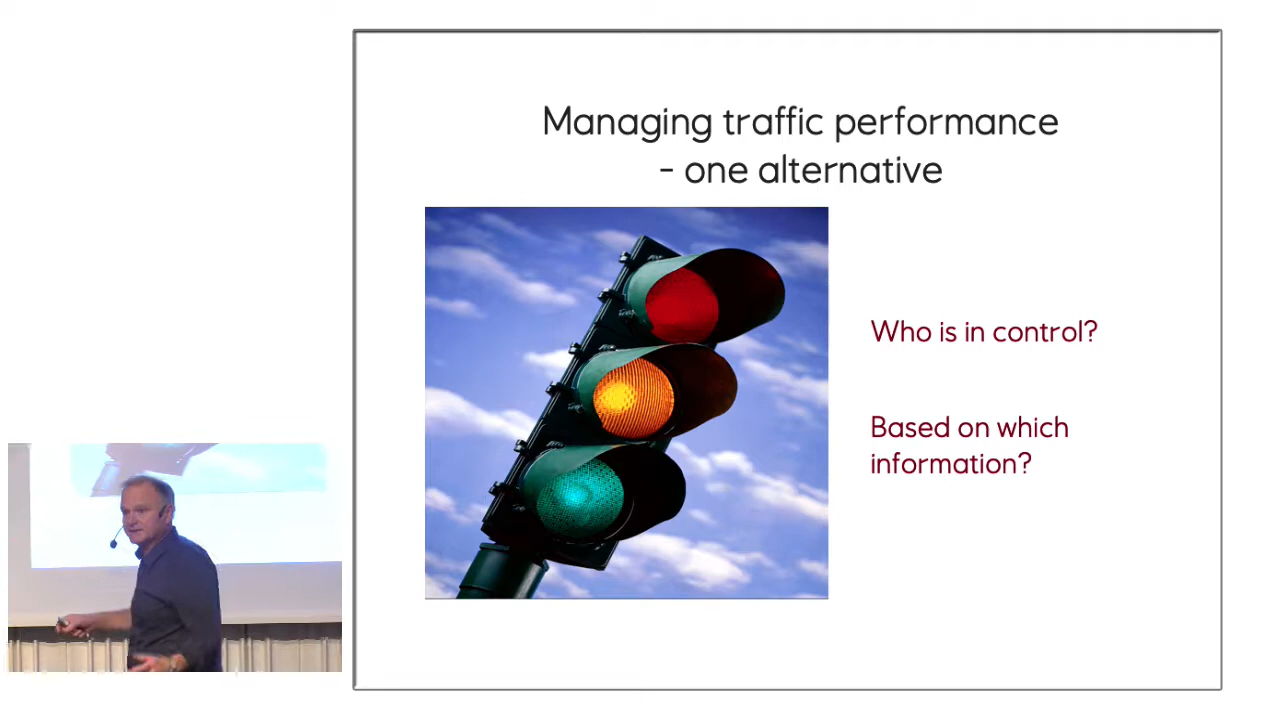 Managing traffic performance
- one alternative
Who is in control?
Based on which
information?